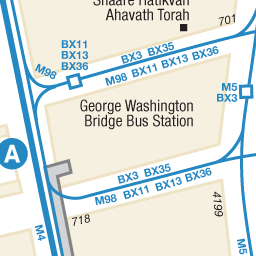 Shaare Hatikvah
Ahavath Torah
701
BX11
BX13
BX36
BX3 BX35
M98
M98 BX11 BX13 BX36
M5
BX3
George Washington
Bridge Bus Station
A
BX3 BX35
M98 BX11 BX13 BX36
718
4199
M4
M5